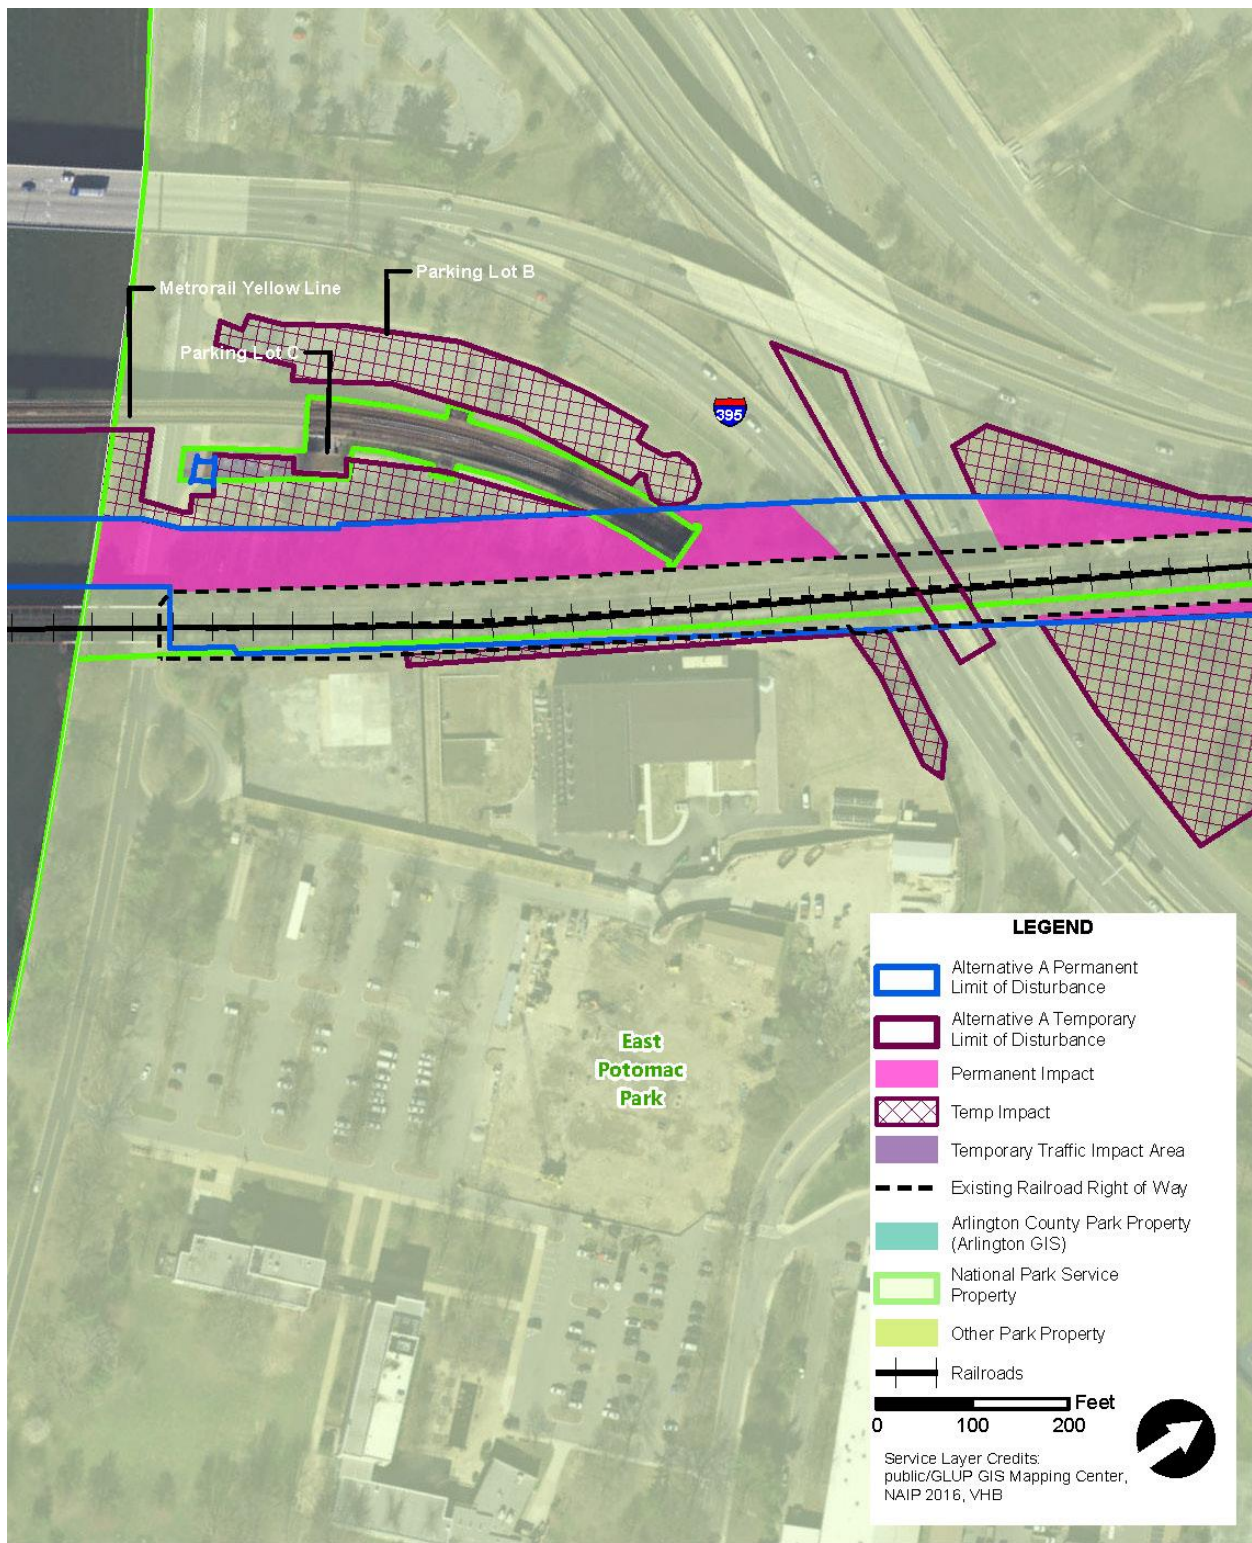 Parking Lot B
Metrorail Yellow Line
Parking Lot C
395
East
Potomac
Park
LEGEND
Alternative A Permanent
Limit of Disturbance
Alternative A Temporary
Limit of Disturbance
Permanent Impact
Temp Impact
Temporary Traffic Impact Area
Existing Railroad Right of Way
Arlington County Park Property
(Arlington GIS)
National Park Service
Property
Other Park Property
Railroads
Feet
0 100 200
Service Layer Credits:
public/GLUP GIS Mapping Center,
NAIP 2016, VHB